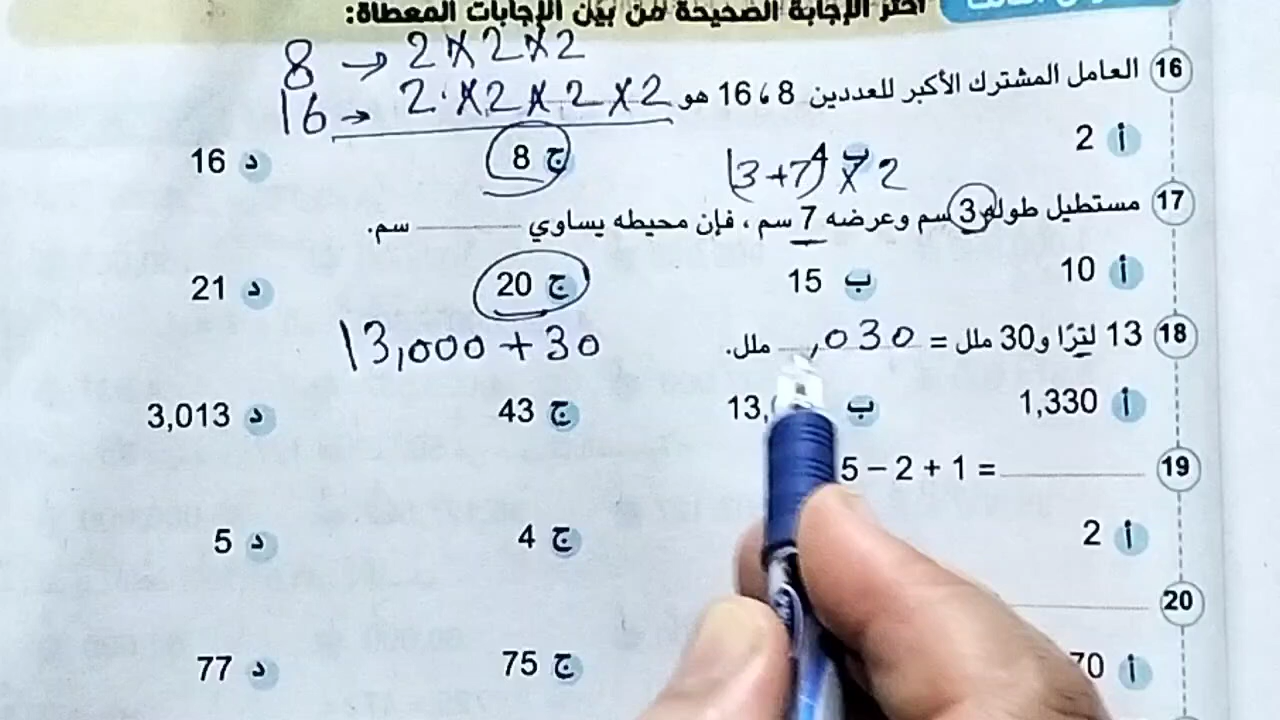 اختر الإجابة الصحيحة من بين الإجابات المعطاة:
8 → 2 × 2 × 2
16 → 2 × 2 × 2 × 2
16 العامل المشترك الأكبر للعددين 8 ، 16 هو
أ 2
ج 8
د 16
(3 + 7) × 2
17 مستطيل طوله 3 سم وعرضه 7 سم ، فإن محيطه يساوي ______ سم.
أ 10
ب 15
ج 20
د 21
18 13 لترًا و30 ملل = ,030 ملل.
13,000 + 30
أ 1,330
ب 13,
ج 43
د 3,013
19 5 – 2 + 1 = ______
أ 2
ج 4
د 5
20
أ 70
ج 75
د 77